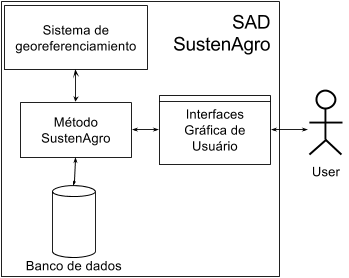 SAD
SustenAgro
Sistema de
georeferenciamiento
Método
SustenAgro
Interfaces
Gráfica de
Usuário
User
Banco de dados